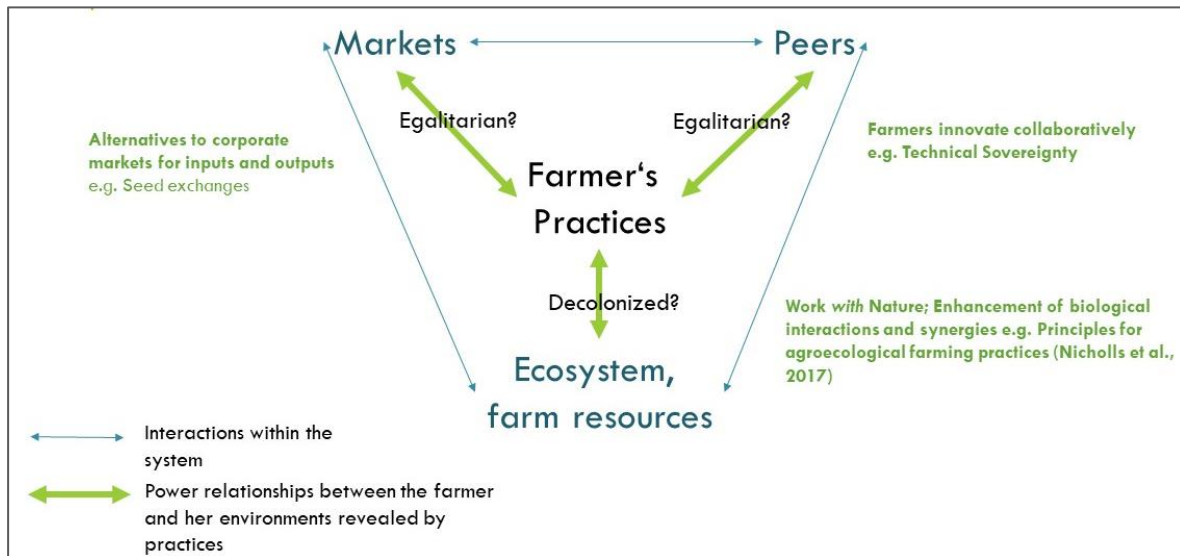 Markets
Peers
Egalitarian?
Egalitarian?
Alternatives to corporate
markets for inputs and outputs
e.g. Seed exchanges
Farmers innovate collaboratively
e.g. Technical Sovereignty
Farmer‘s
Practices
Decolonized?
Work with Nature; Enhancement of biological
interactions and synergies e.g. Principles for
agroecological farming practices (Nicholls et al.,
2017)
Ecosystem,
farm resources
Interactions within the
system
Power relationships between the farmer
and her environments revealed by
practices